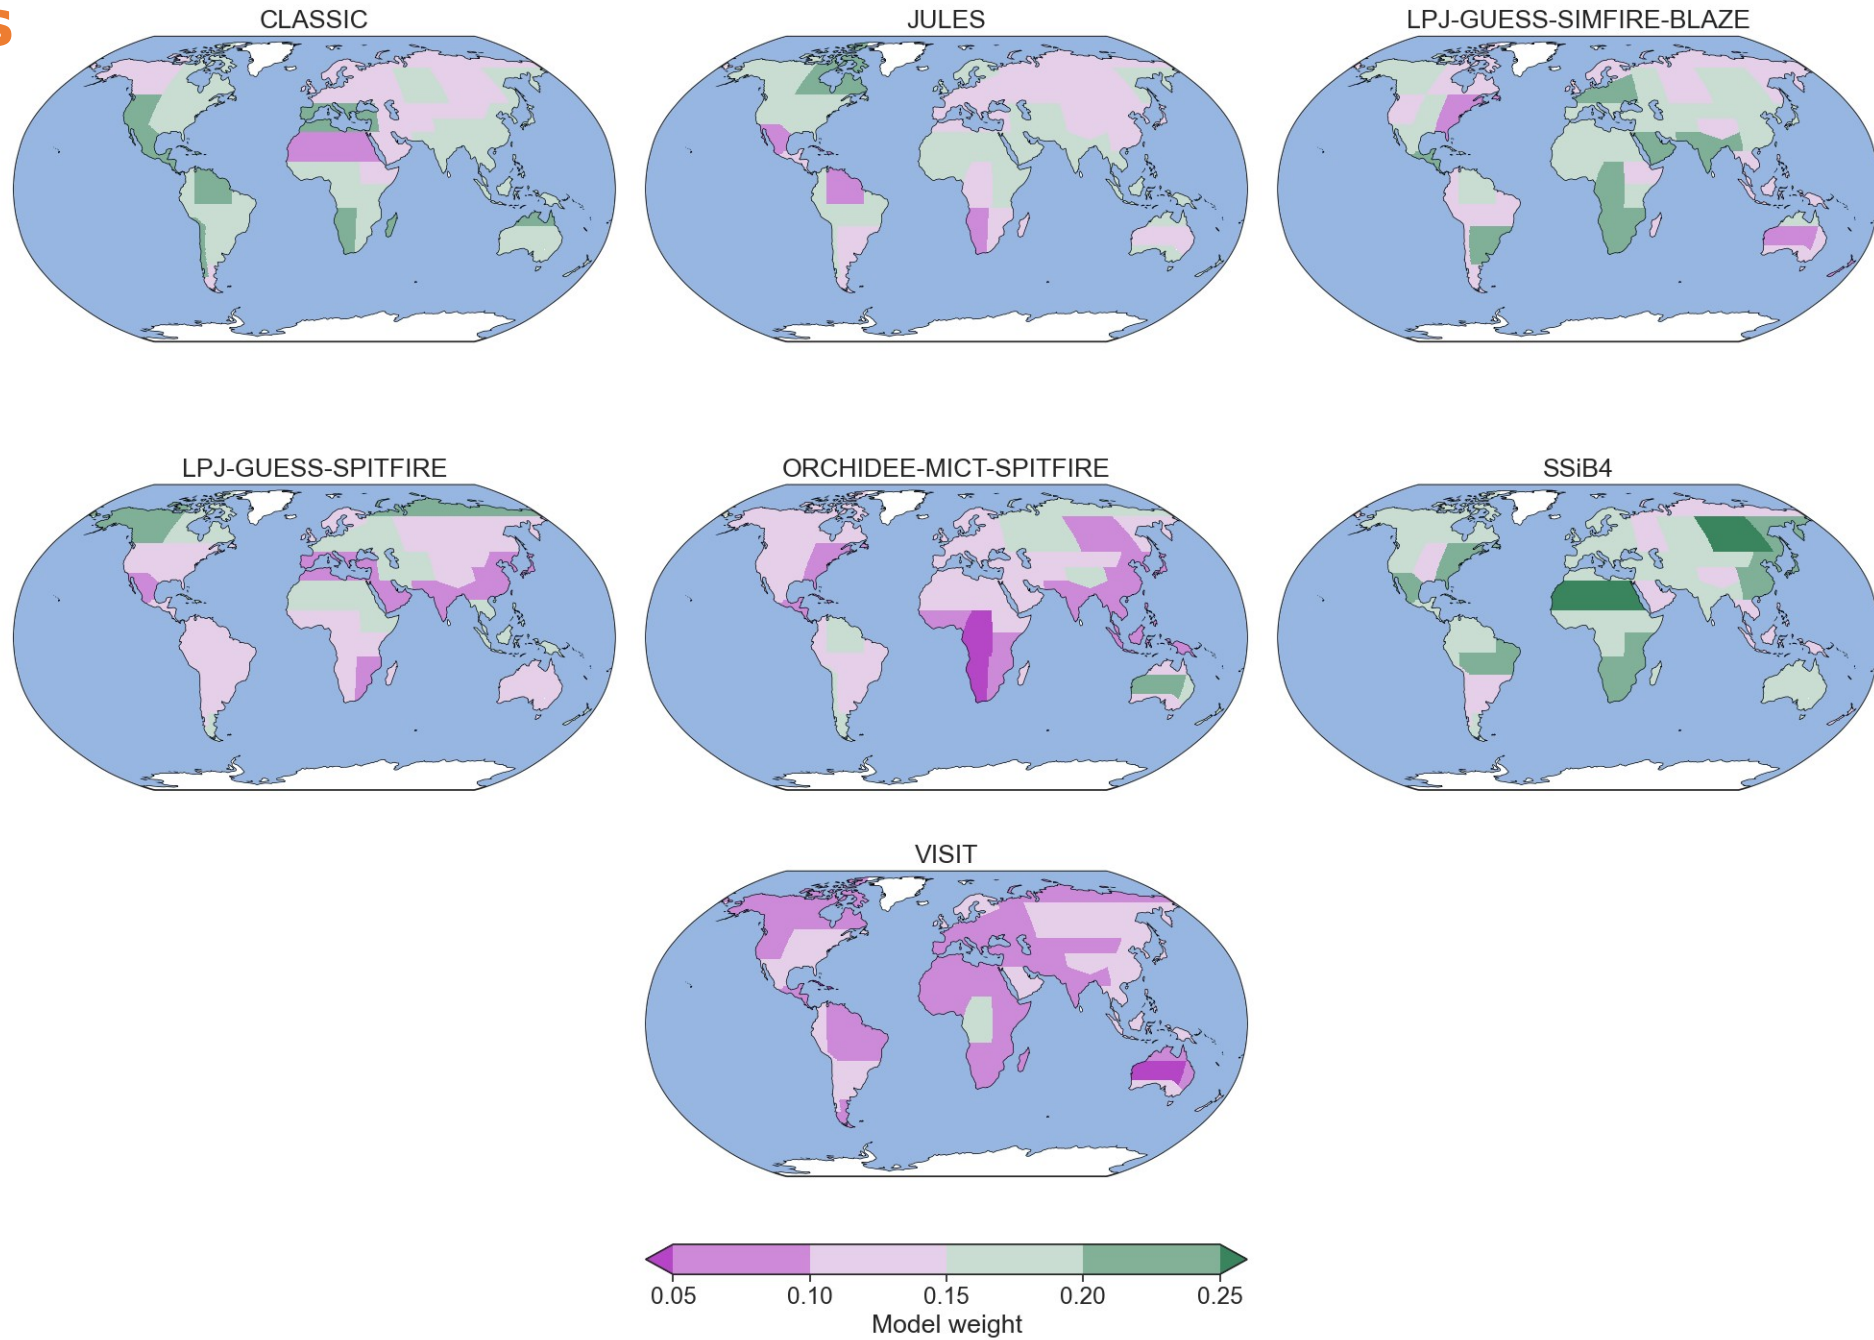 s
CLASSIC
JULES
LPJ-GUESS-SIMFIRE-BLAZE
LPJ-GUESS-SPITFIRE
ORCHIDEE-MICT-SPITFIRE
SSiB4
VISIT
0.05 0.10 0.15 0.20 0.25
Model weight